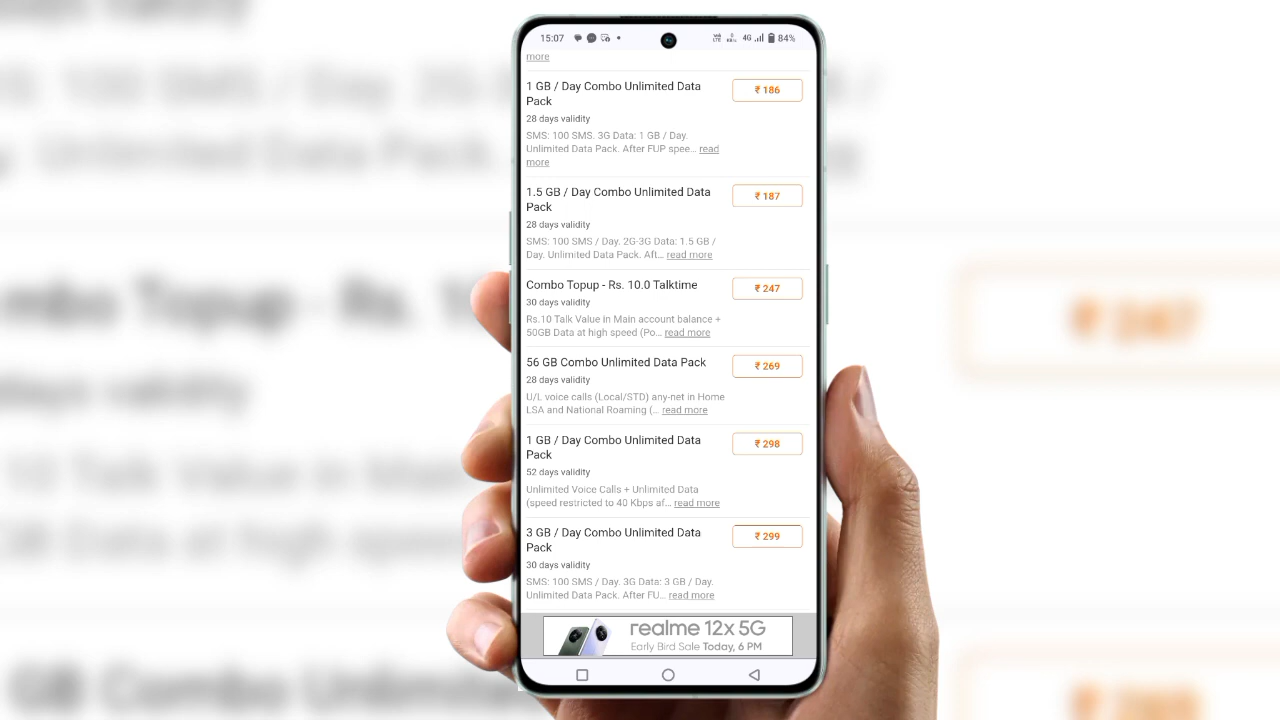 15:07
4G 84%
more
1 GB / Day Combo Unlimited Data
Pack
₹ 186
28 days validity
SMS: 100 SMS. 3G Data: 1 GB / Day.
Unlimited Data Pack. After FUP spee... read
more
1.5 GB / Day Combo Unlimited Data
Pack
₹ 187
28 days validity
SMS: 100 SMS / Day. 2G-3G Data: 1.5 GB /
Day. Unlimited Data Pack. Aft... read more
Combo Topup - Rs. 10.0 Talktime
₹ 247
30 days validity
Rs.10 Talk Value in Main account balance +
50GB Data at high speed (Po... read more
56 GB Combo Unlimited Data Pack
₹ 269
28 days validity
U/L voice calls (Local/STD) any-net in Home
LSA and National Roaming (... read more
1 GB / Day Combo Unlimited Data
Pack
₹ 298
52 days validity
Unlimited Voice Calls + Unlimited Data
(speed restricted to 40 Kbps af... read more
3 GB / Day Combo Unlimited Data
Pack
₹ 299
30 days validity
SMS: 100 SMS / Day. 3G Data: 3 GB / Day.
Unlimited Data Pack. After FU... read more
realme 12x 5G
Early Bird Sale Today, 6 PM